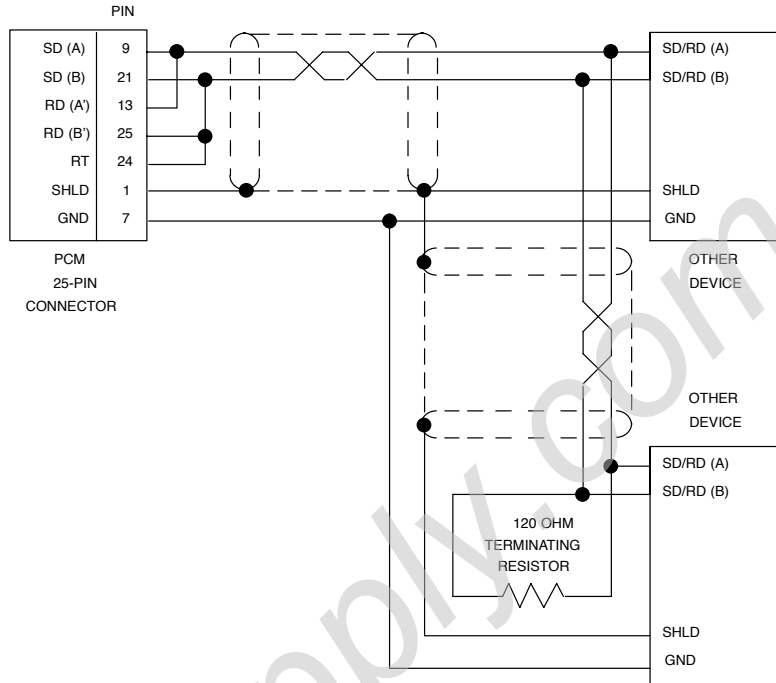 PIN
SD (A) 9
SD (B) 21
RD (A') 13
RD (B') 25
RT 24
SHLD 1
GND 7
PCM
25-PIN
CONNECTOR
SD/RD (A)
SD/RD (B)
SHLD
GND
OTHER
DEVICE
OTHER
DEVICE
SD/RD (A)
SD/RD (B)
120 OHM
TERMINATING
RESISTOR
SHLD
GND
pply.com